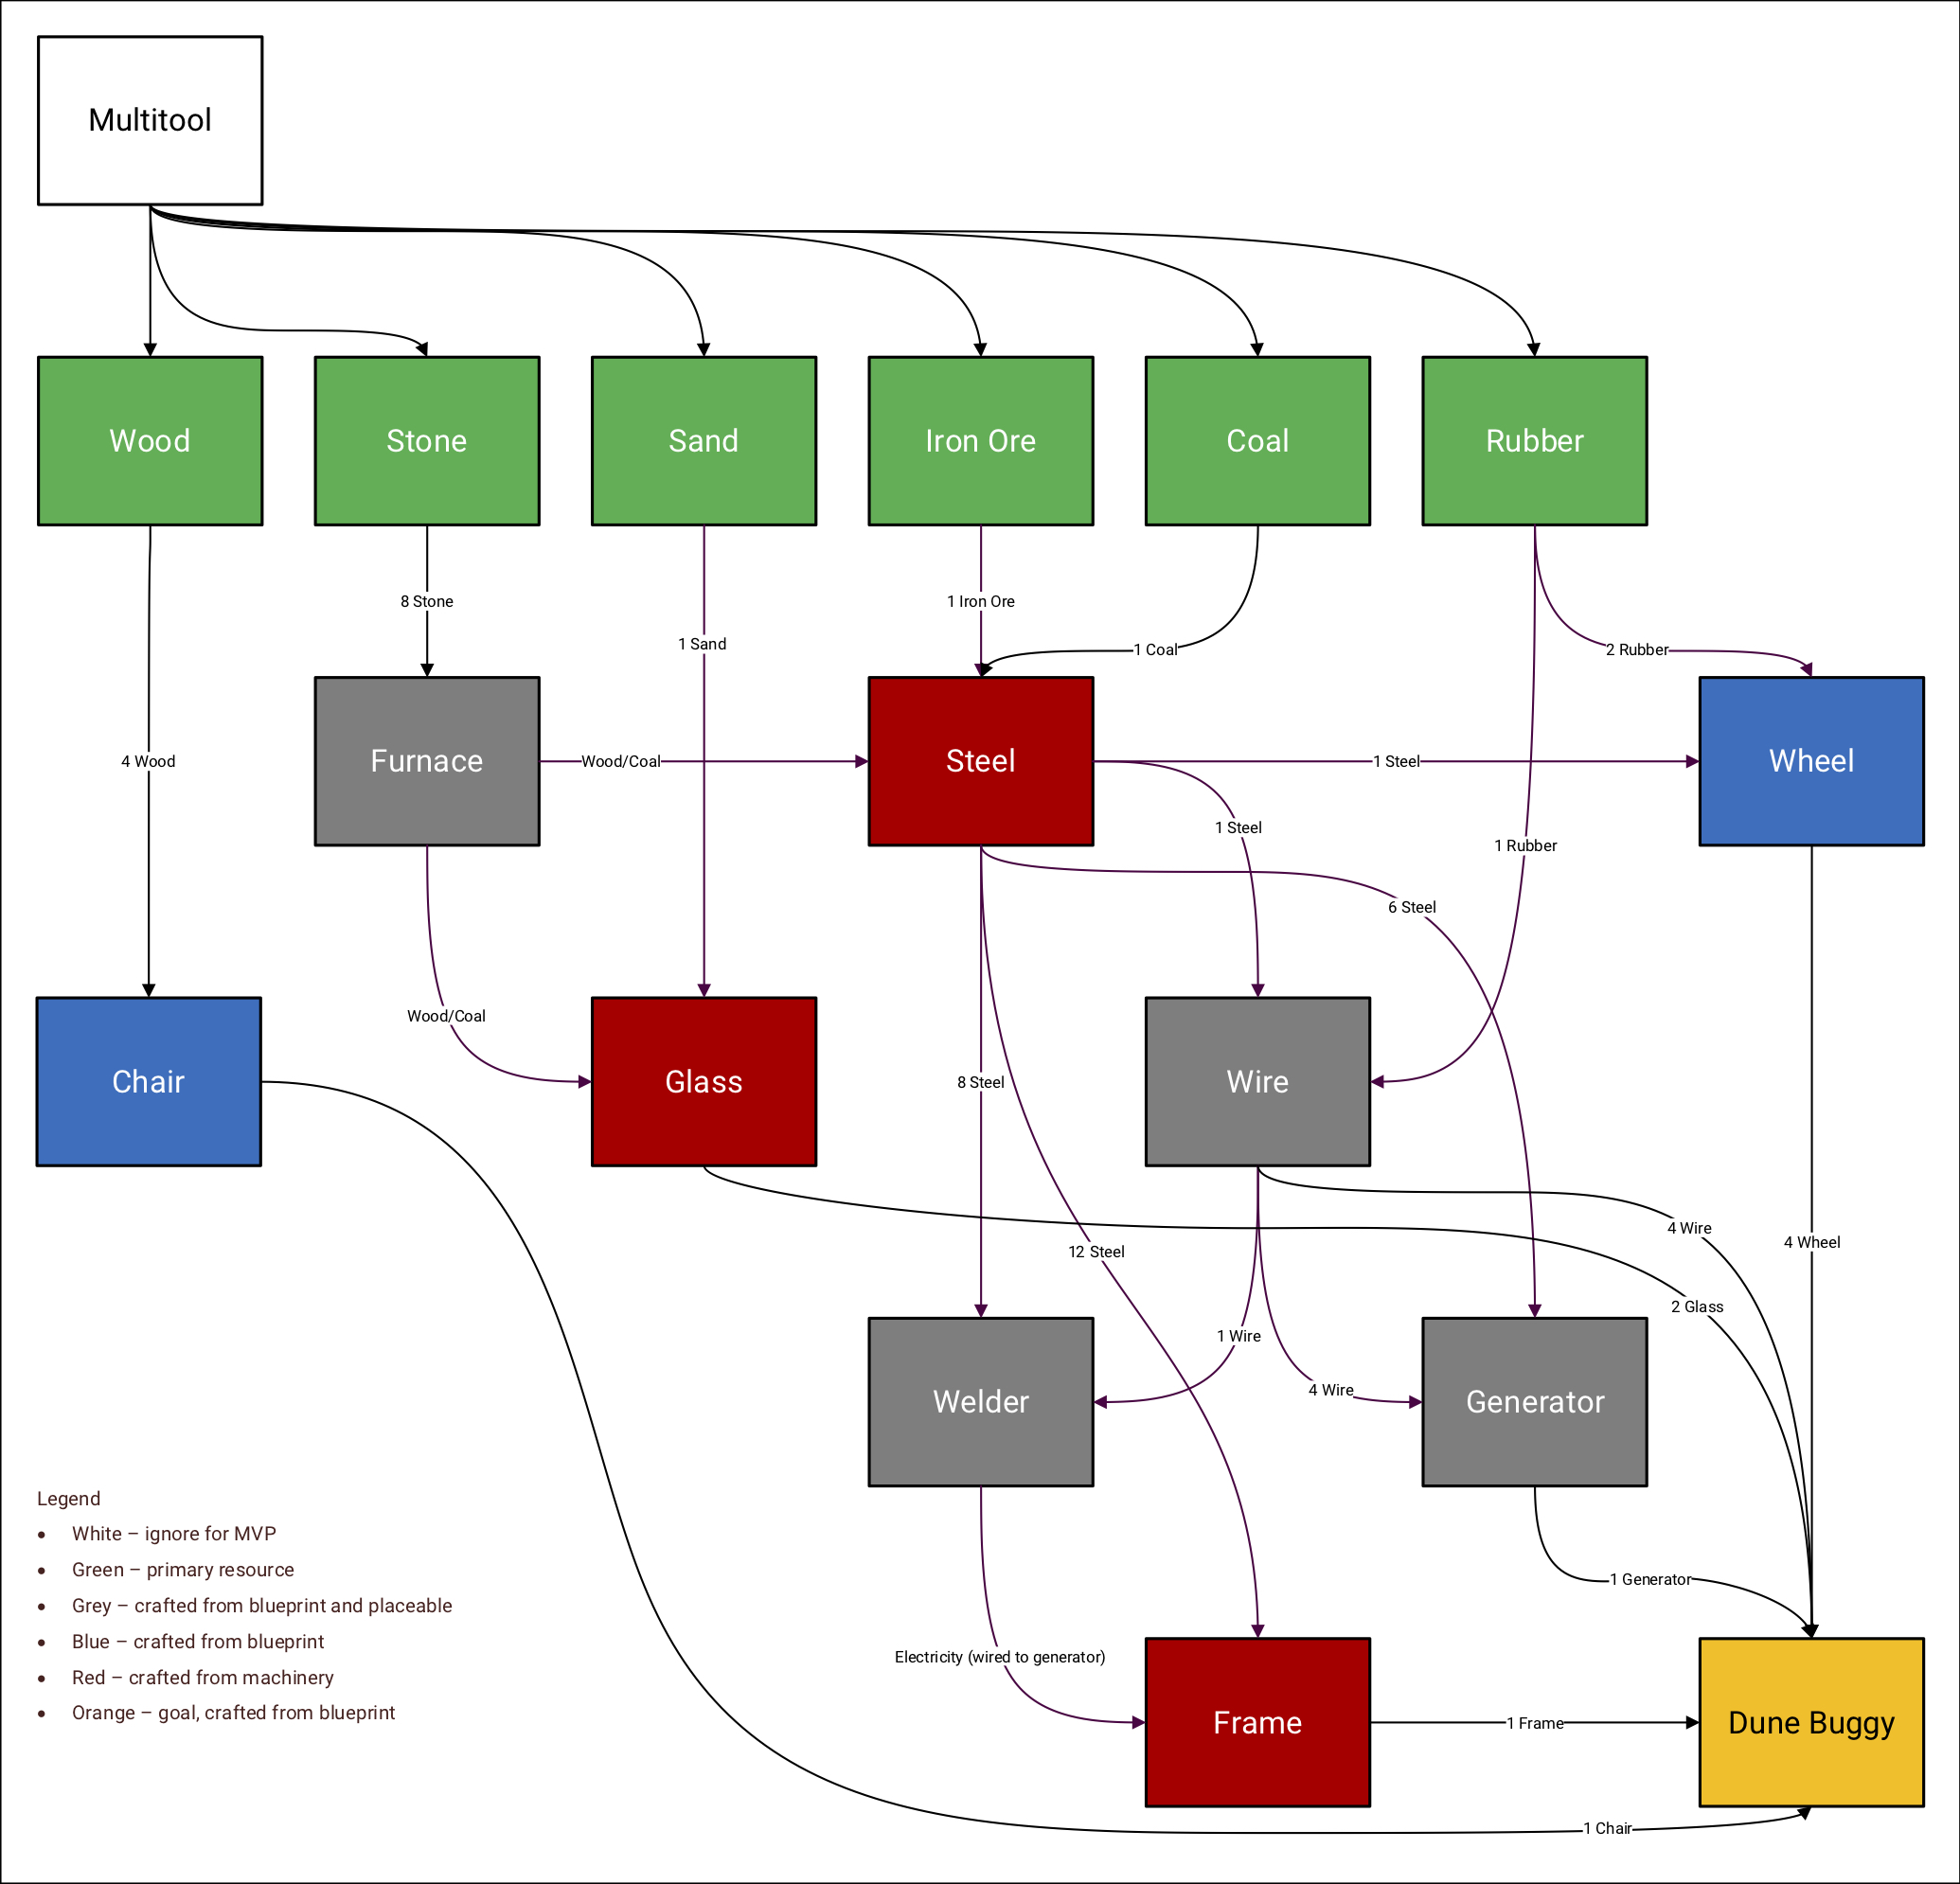 Multitool
Wood
Stone
Sand
Iron Ore
Coal
Rubber
8 Stone
1 Iron Ore
1 Sand
1 Coal
2 Rubber
4 Wood
Furnace
Wood/Coal
Steel
1 Steel
Wheel
1 Steel
1 Rubber
6 Steel
Wood/Coal
Chair
Glass
8 Steel
Wire
4 Wire
4 Wheel
12 Steel
2 Glass
1 Wire
4 Wire
Welder
Generator
Legend
• White – ignore for MVP
• Green – primary resource
• Grey – crafted from blueprint and placeable
• Blue – crafted from blueprint
• Red – crafted from machinery
• Orange – goal, crafted from blueprint
1 Generator
Electricity (wired to generator)
Frame
1 Frame
Dune Buggy
1 Chair